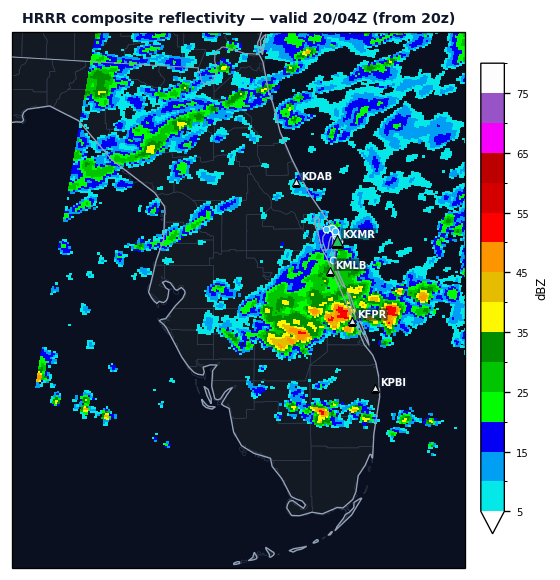 HRRR composite reflectivity — valid 20/04Z (from 20z)
KDAB
KXMR
KMLB
KFPR
KPBI
75
65
55
45
35
25
15
5
dBZ